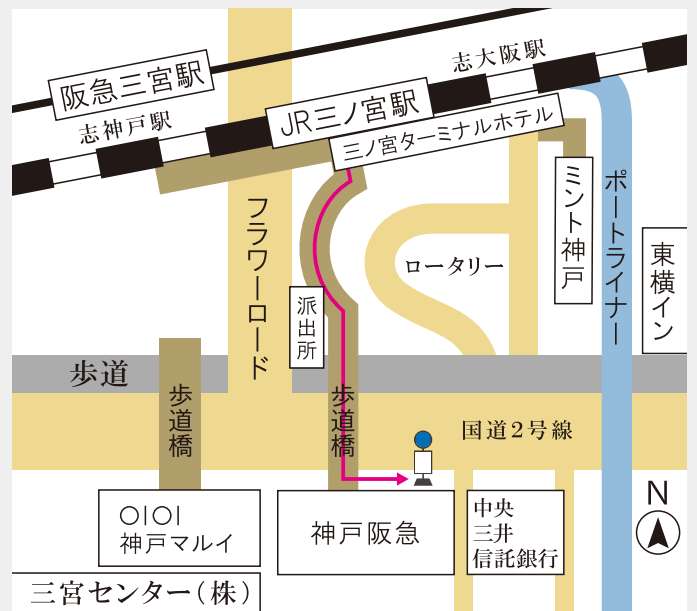 阪急三宮駅
志大阪駅
JR三ノ宮駅
志神戸駅
三ノ宮ターミナルホテル
ミント神戸
ポートライナー
フラワーロード
ロータリー
東横イン
派出所
歩道
歩道橋
歩道橋
国道2号線
N
○I○I
神戸マルイ
神戸阪急
中央
三井
信託銀行
三宮センター(株)